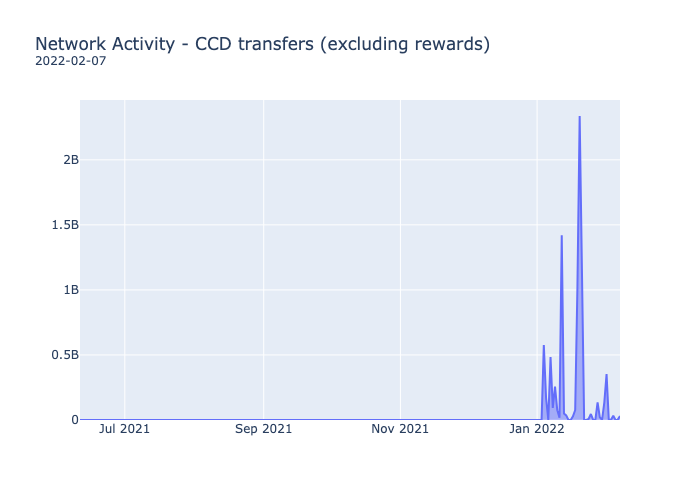 Network Activity - CCD transfers (excluding rewards)
2022-02-07
2B
1.5B
1B
0.5B
0
Jul 2021
Sep 2021
Nov 2021
Jan 2022